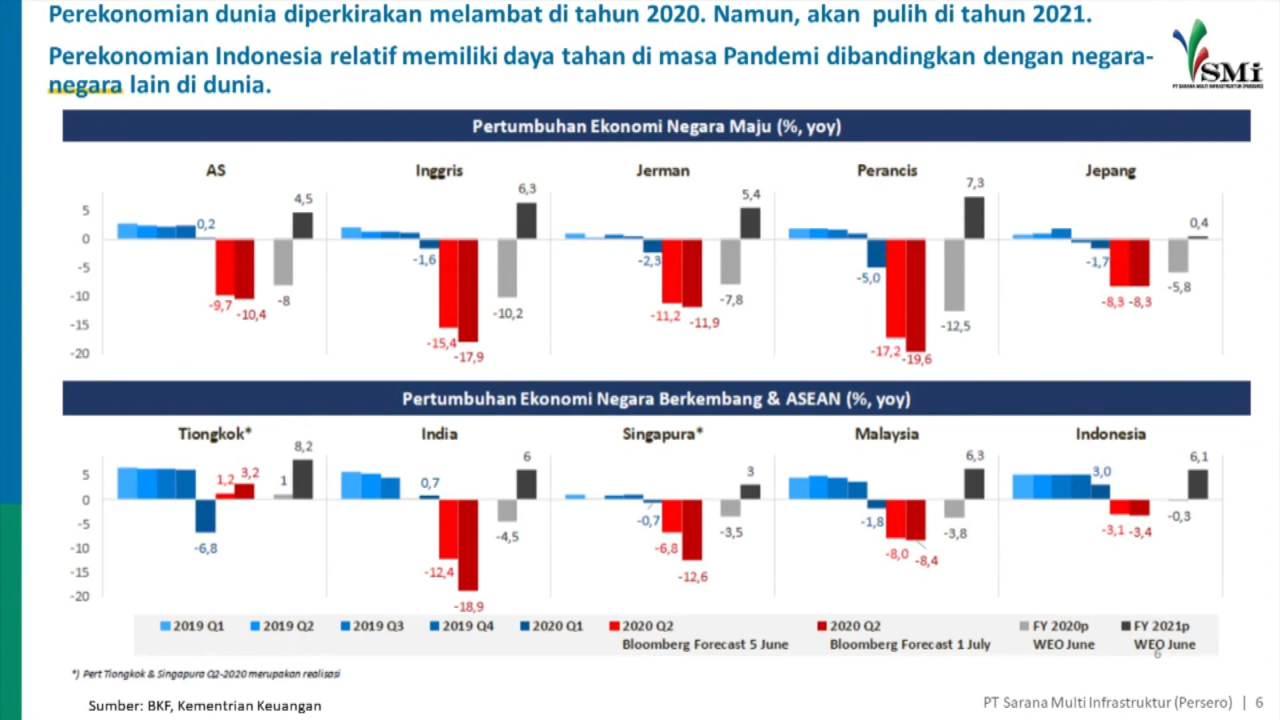 Perekonomian dunia diperkirakan melambat di tahun 2020. Namun, akan pulih di tahun 2021.
Perekonomian Indonesia relatif memiliki daya tahan di masa Pandemi dibandingkan dengan negara-
negara lain di dunia.
SMi
PT SARANA MULTI INFRASTRUKTUR (PERSERO)
Pertumbuhan Ekonomi Negara Maju (%, yoy)
AS Inggris Jerman Perancis Jepang
5
0
-5
-10
-15
-20
0,2 -9,7 -10,4 -8 4,5
-1,6 -15,4 -17,9 -10,2 6,3
-2,3 -11,2 -11,9 -7,8 5,4
-5,0 -17,2 -19,6 -12,5 7,3
-1,7 -8,3 -8,3 -5,8 0,4
Pertumbuhan Ekonomi Negara Berkembang & ASEAN (%, yoy)
Tiongkok* India Singapura* Malaysia Indonesia
5
0
-5
-10
-15
-20
-6,8 1,2 3,2 1 8,2
0,7 -12,4 -18,9 -4,5 6
-0,7 -6,8 -12,6 -3,5 3
-1,8 -8,0 -8,4 -3,8 6,3
3,0 -3,1 -3,4 -0,3 6,1
2019 Q1 2019 Q2 2019 Q3 2019 Q4 2020 Q1 2020 Q2 2020 Q2 FY 2020p FY 2021p
Bloomberg Forecast 5 June Bloomberg Forecast 1 July WEO June WEO June
6
*) Pert Tiongkok & Singapura Q2-2020 merupakan realisasi
Sumber: BKF, Kementrian Keuangan
PT Sarana Multi Infrastruktur (Persero) | 6